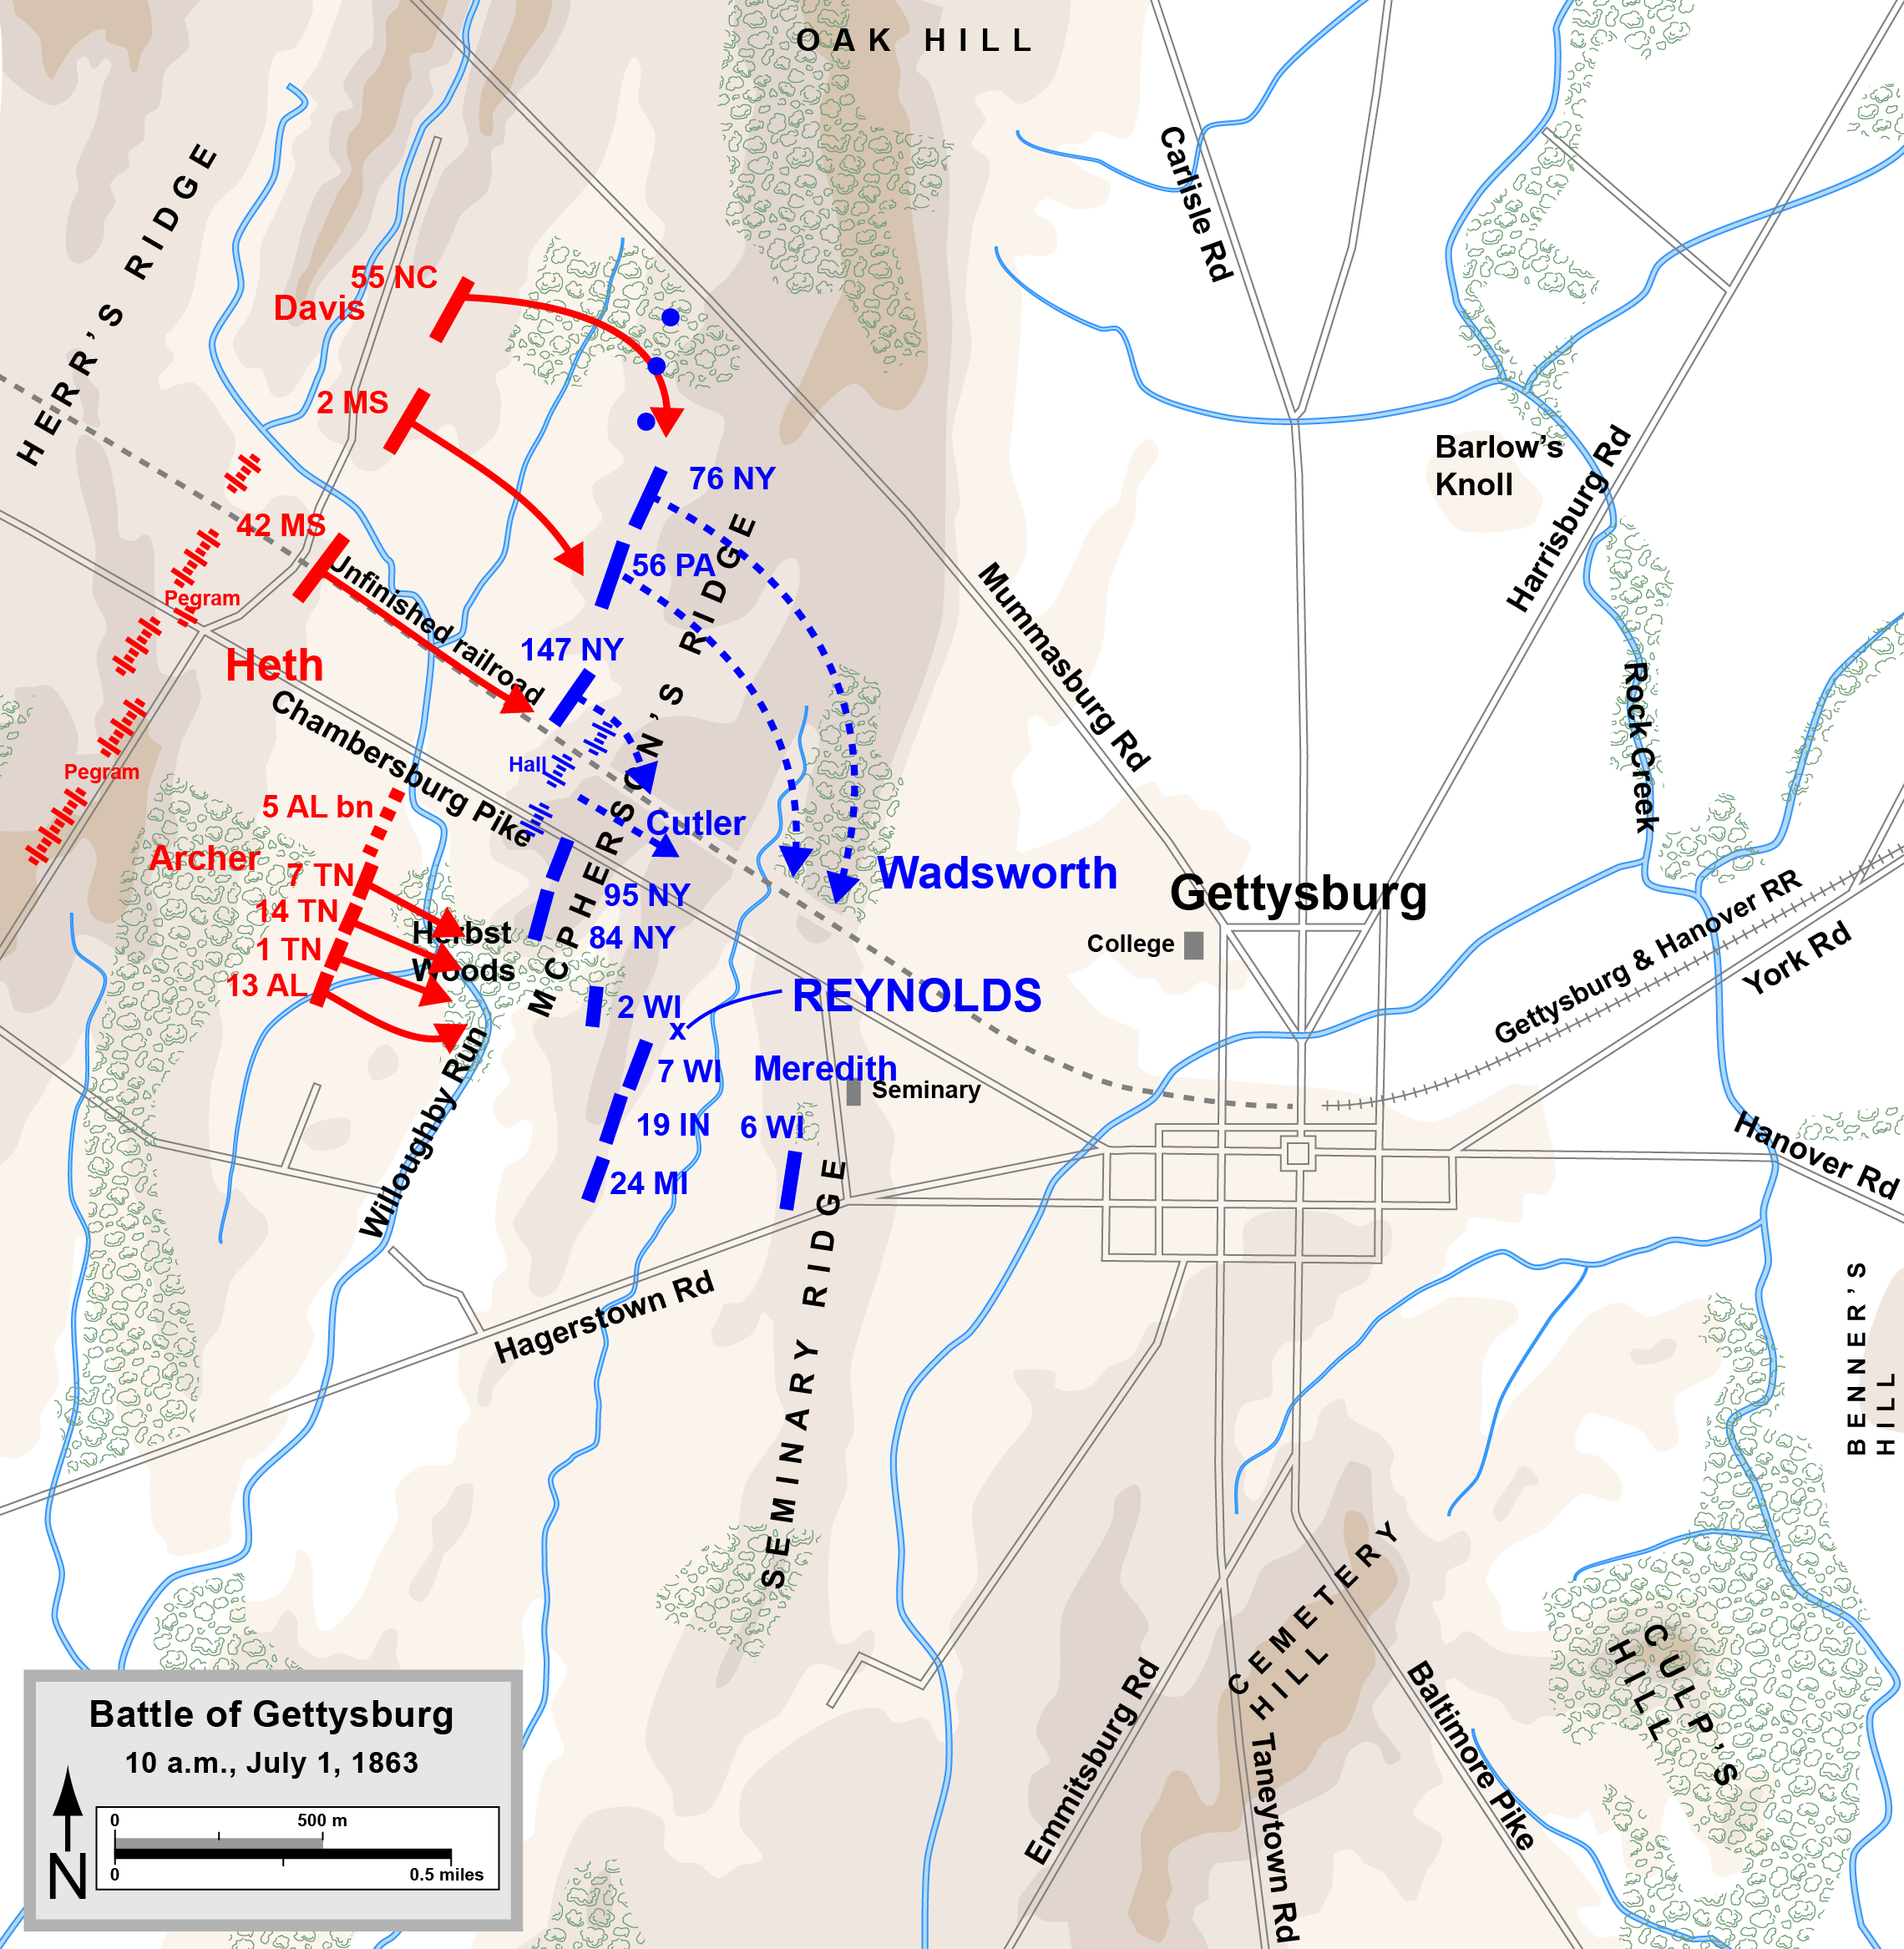 OAK HILL
HERR'S RIDGE
Carlisle Rd
55 NC
Davis
2 MS
Barlow's
Knoll
Harrisburg Rd
76 NY
42 MS
56 PA
Unfinished railroad
Mummasburg Rd
Pegram
147 NY
Heth
Rock Creek
Chambersburg Pike
Hall
Pegram
MCPHERSON'S RIDGE
5 AL bn
Cutler
Archer
7 TN
Wadsworth
Gettysburg
95 NY
14 TN
Herbst
Woods
84 NY
College
Gettysburg & Hanover RR
York Rd
1 TN
13 AL
REYNOLDS
2 WI
x
7 WI
Meredith
Seminary
19 IN
6 WI
24 MI
Willoughby Run
Hanover Rd
Hagerstown Rd
SEMINARY RIDGE
BENNER'S
HILL
CEMETERY
HILL
CULP'S
HILL
Emmitsburg Rd
Taneytown Rd
Baltimore Pike
Battle of Gettysburg
10 a.m., July 1, 1863
0 500 m
0 0.5 miles
N